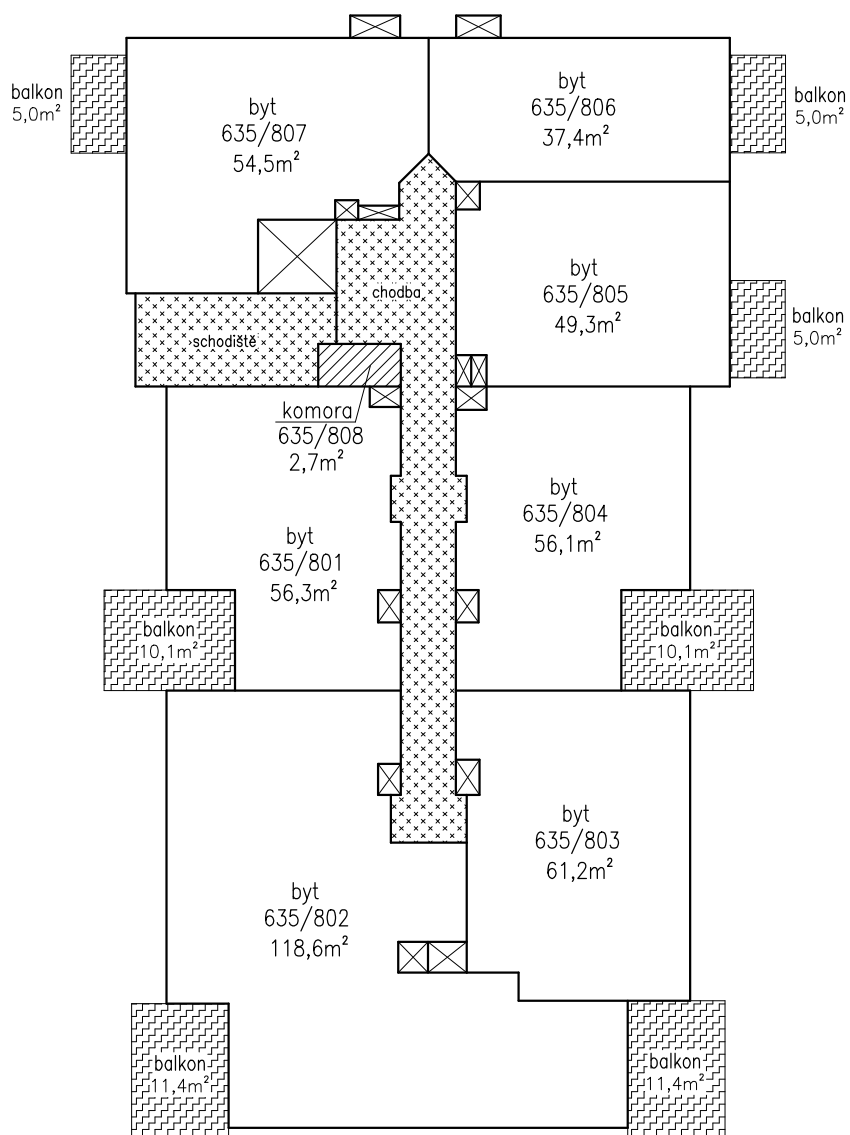 balkon
5,0m²
byt
635/807
54,5m²
byt
635/806
37,4m²
balkon
5,0m²
chodba
byt
635/805
49,3m²
balkon
5,0m²
schodiště
komora
635/808
2,7m²
byt
635/801
56,3m²
byt
635/804
56,1m²
balkon
10,1m²
balkon
10,1m²
byt
635/803
61,2m²
byt
635/802
118,6m²
balkon
11,4m²
balkon
11,4m²